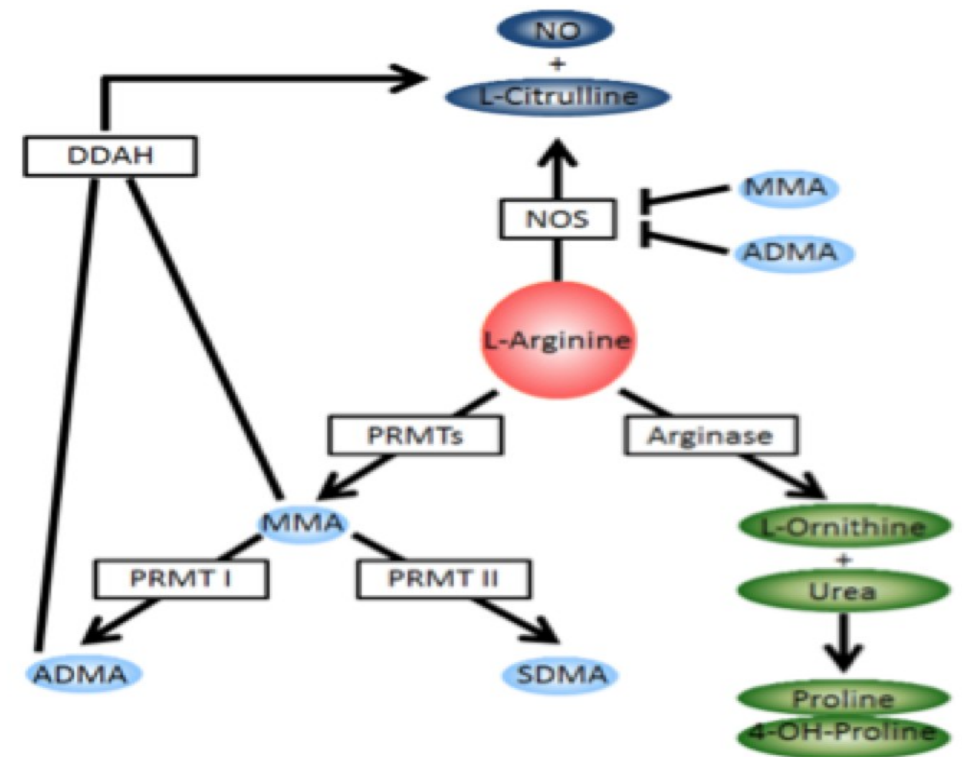 NO
+
L-Citrulline
DDAH
MMA
NOS
ADMA
L-Arginine
PRMTs
Arginase
MMA
L-Ornithine
+
PRMT I
PRMT II
Urea
ADMA
SDMA
Proline
4-OH-Proline